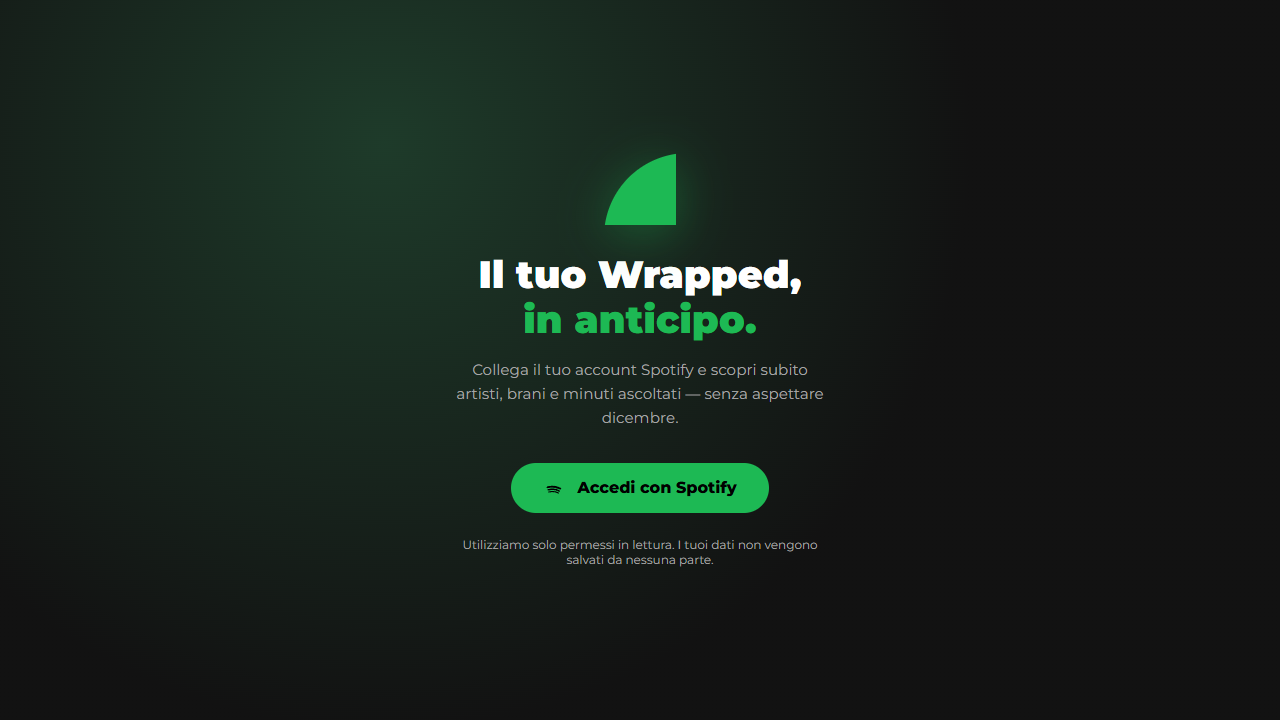 Il tuo Wrapped,
in anticipo.
Collega il tuo account Spotify e scopri subito
artisti, brani e minuti ascoltati — senza aspettare
dicembre.
Accedi con Spotify
Utilizziamo solo permessi in lettura. I tuoi dati non vengono
salvati da nessuna parte.